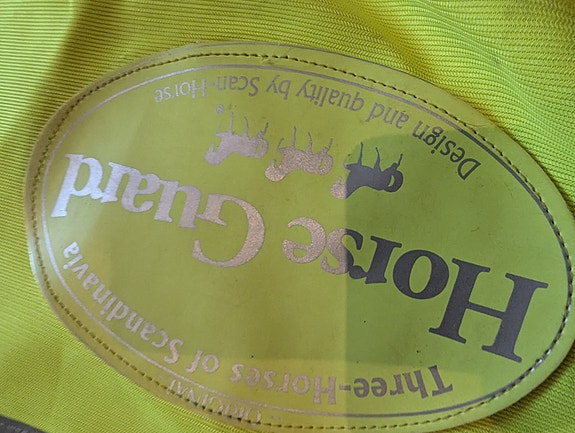 ORIGINAL
Three-Horses of Scandinavia
Horse Guard
Design and quality by Scan-Horse